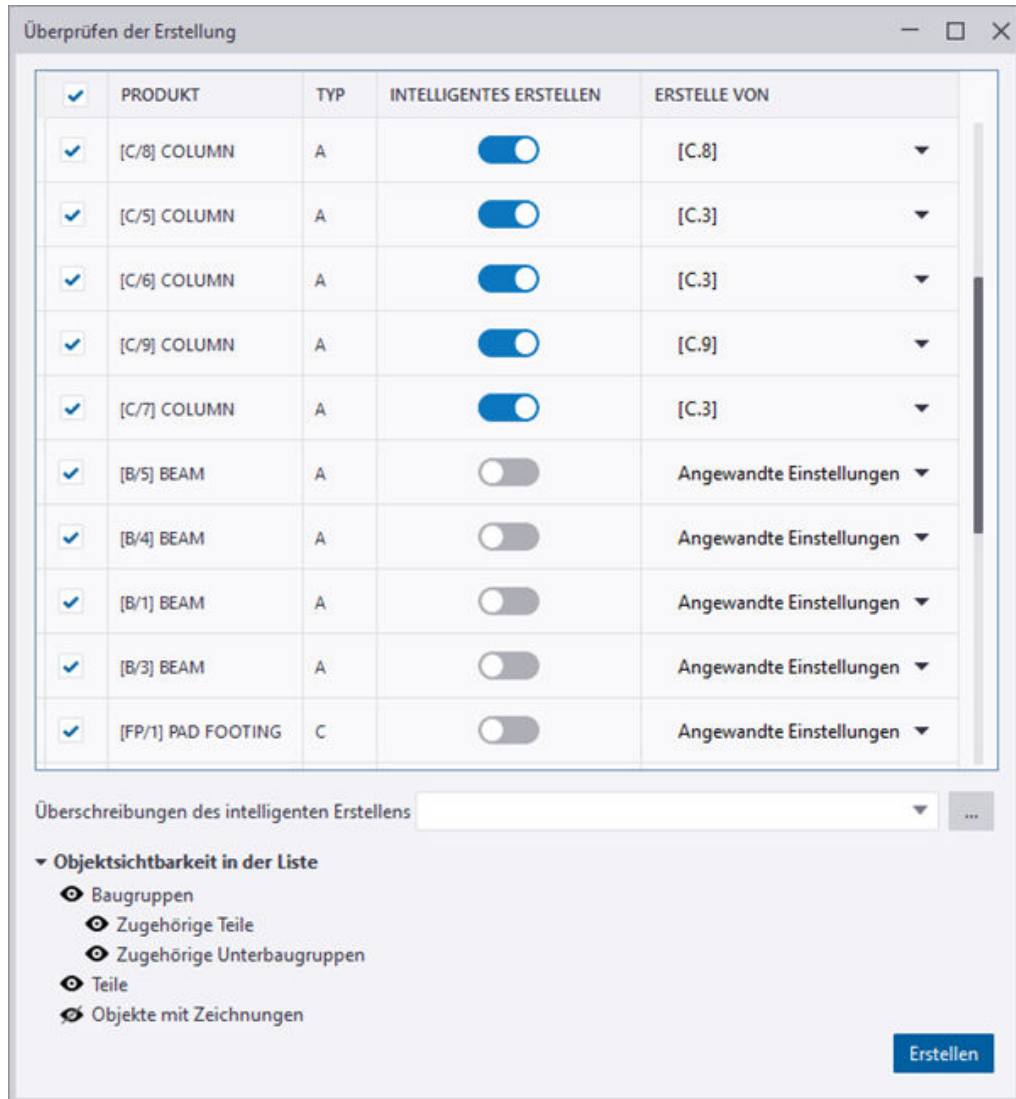 Überprüfen der Erstellung
PRODUKT TYP INTELLIGENTES ERSTELLEN ERSTELLE VON
[C/8] COLUMN A [C.8]
[C/5] COLUMN A [C.3]
[C/6] COLUMN A [C.3]
[C/9] COLUMN A [C.9]
[C/7] COLUMN A [C.3]
[B/5] BEAM A Angewandte Einstellungen
[B/4] BEAM A Angewandte Einstellungen
[B/1] BEAM A Angewandte Einstellungen
[B/3] BEAM A Angewandte Einstellungen
[FP/1] PAD FOOTING C Angewandte Einstellungen
Überschreibungen des intelligenten Erstellens ...
Objektsichtbarkeit in der Liste
Baugruppen
Zugehörige Teile
Zugehörige Unterbaugruppen
Teile
Objekte mit Zeichnungen
Erstellen